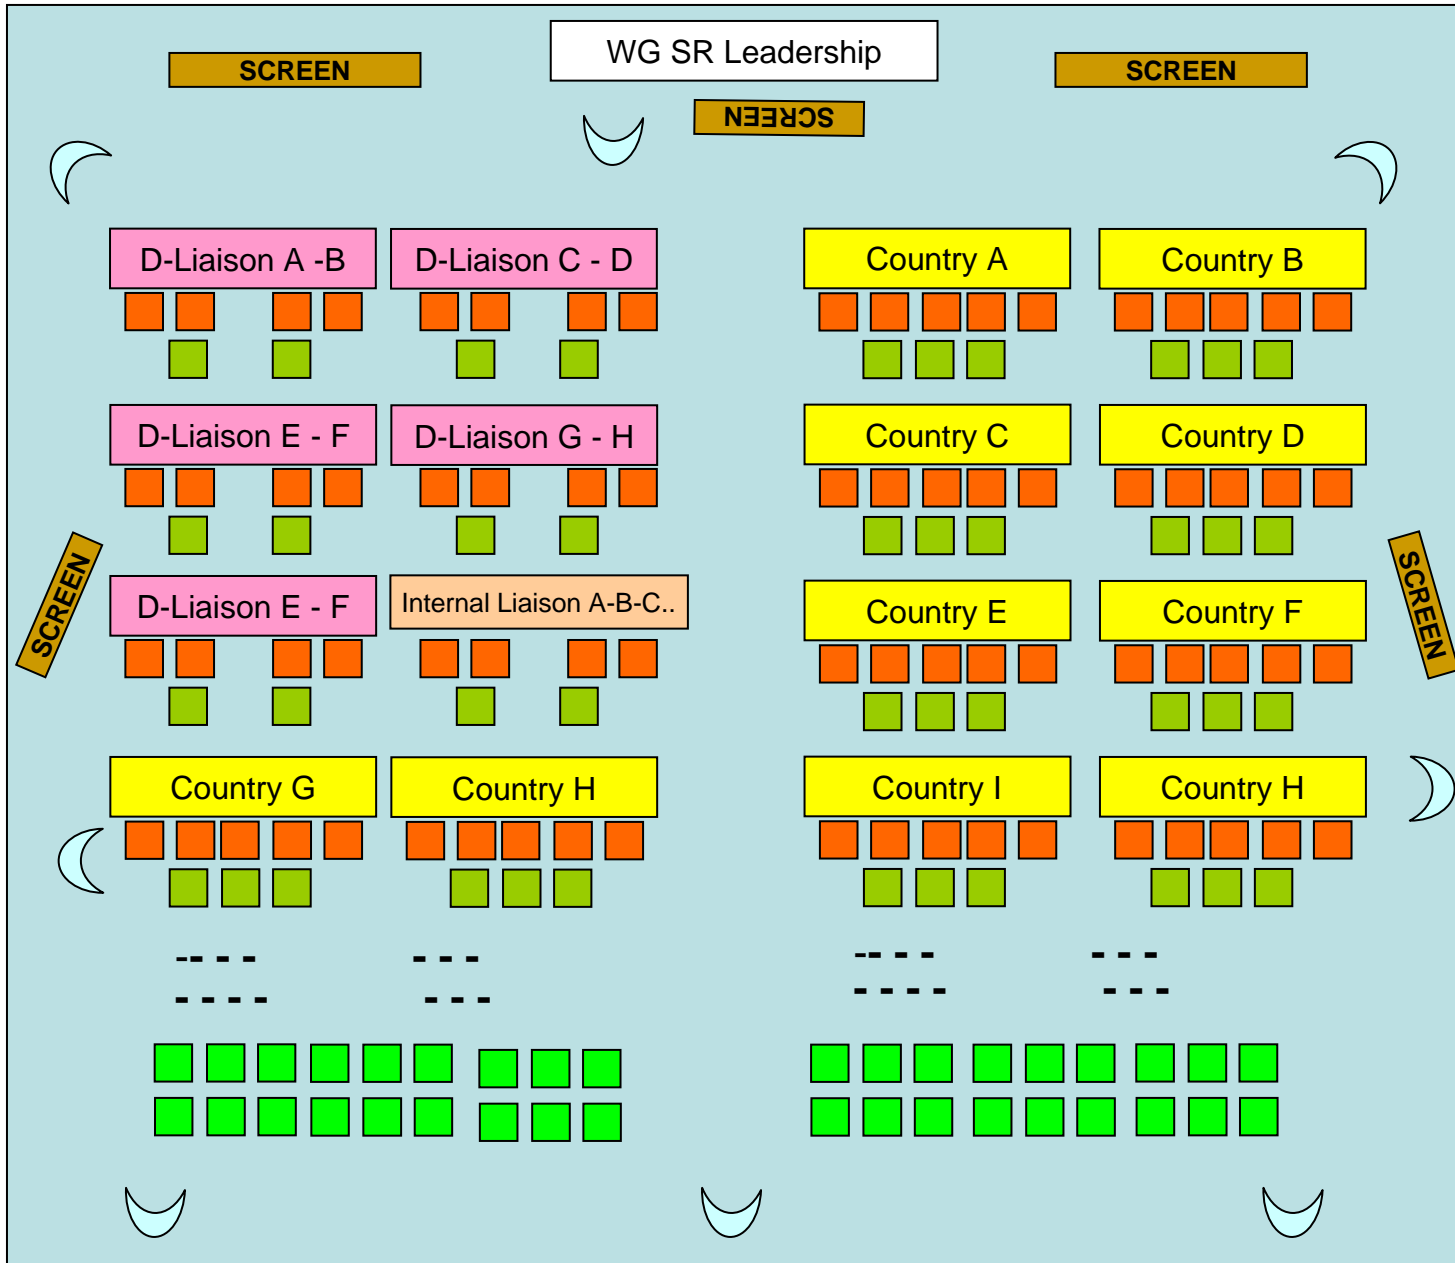 WG SR Leadership
SCREEN
SCREEN
SCREEN
D-Liaison A -B
D-Liaison C - D
Country A
Country B
D-Liaison E - F
D-Liaison G - H
Country C
Country D
SCREEN
SCREEN
D-Liaison E - F
Internal Liaison A-B-C..
Country E
Country F
Country G
Country H
Country I
Country H
-- - -
- - -
-- - -
- - -
- - - -
- - -
- - - -
- - -